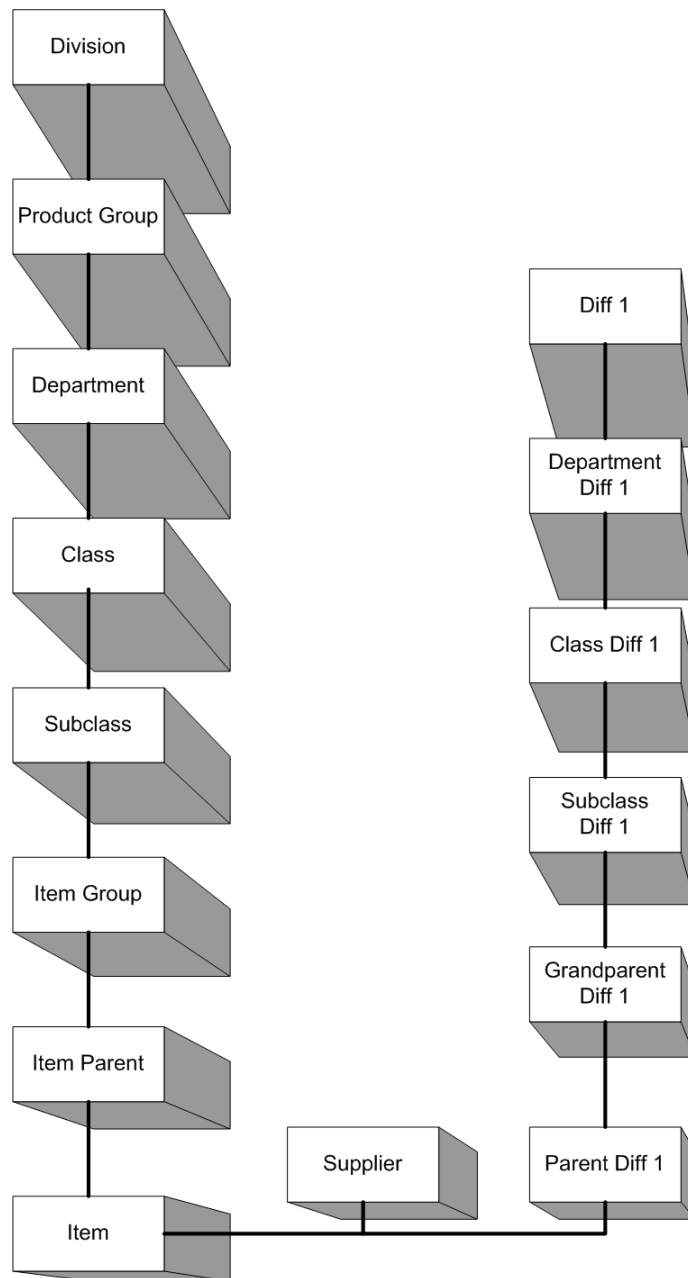 Division
Product Group
Department
Class
Subclass
Item Group
Item Parent
Item
Supplier
Diff 1
Department
Diff 1
Class Diff 1
Subclass
Diff 1
Grandparent
Diff 1
Parent Diff 1